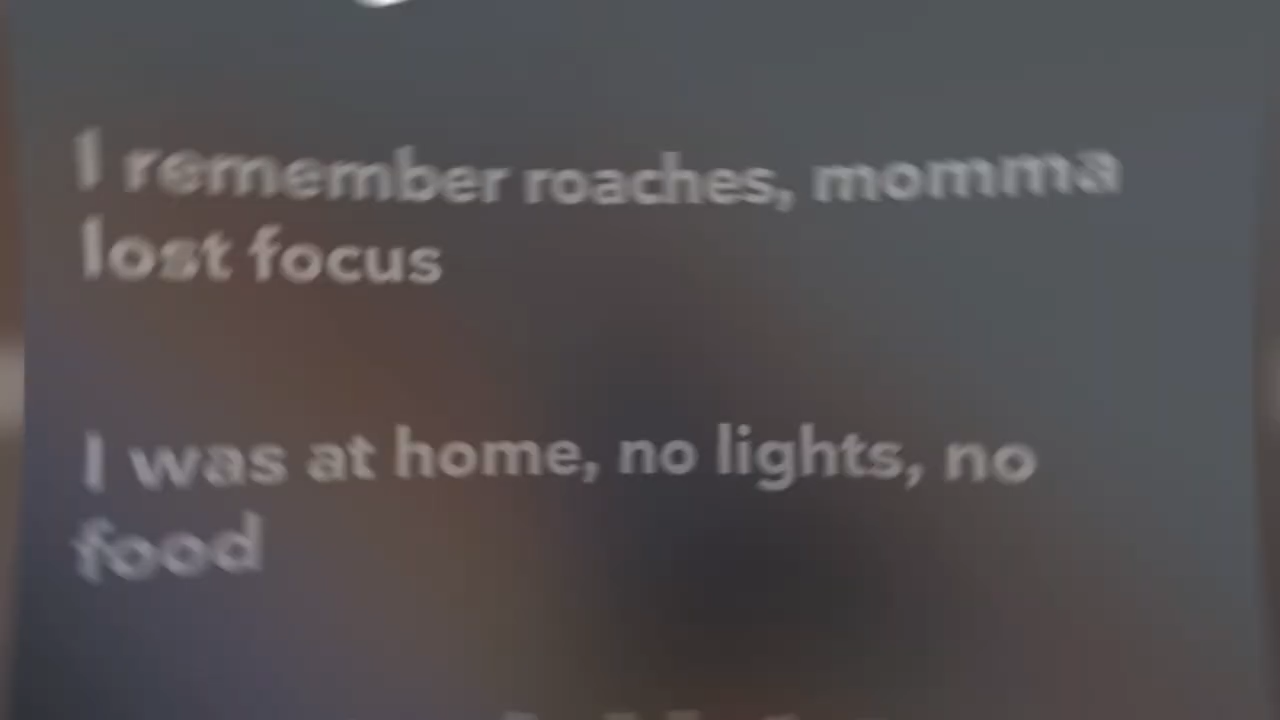 I remember roaches, momma
lost focus
I was at home, no lights, no
food